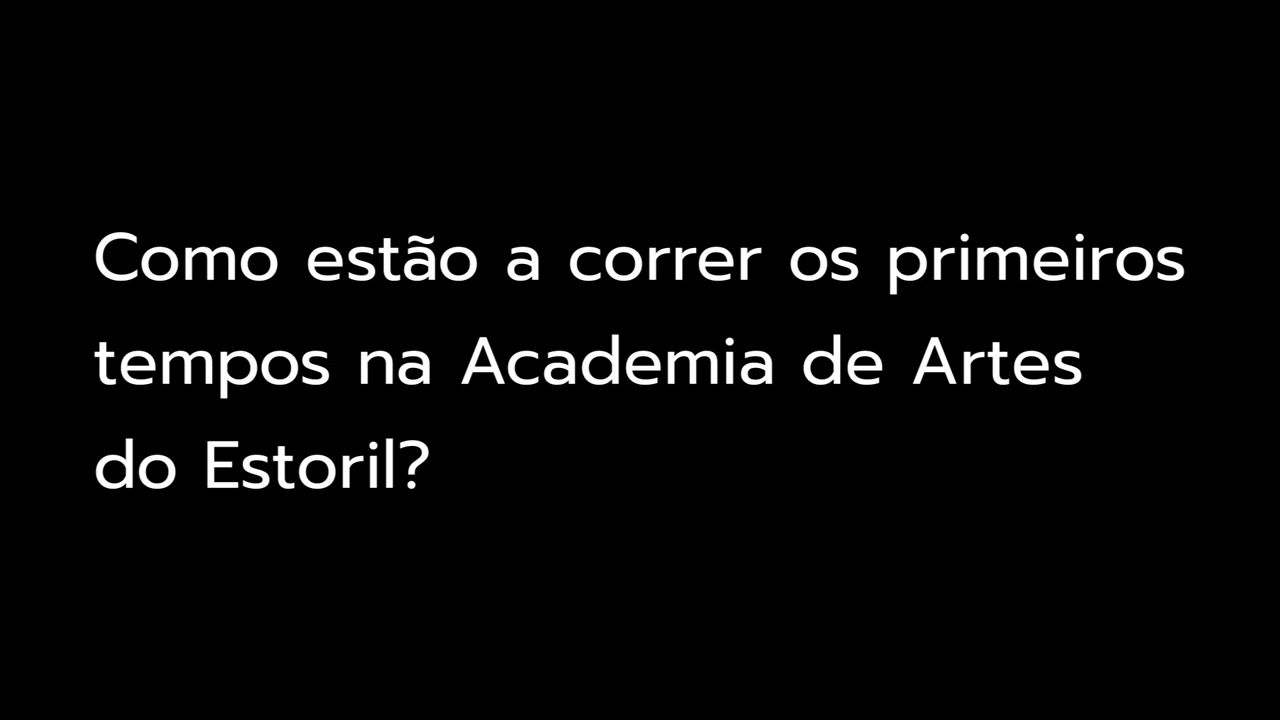 Como estão a correr os primeiros
tempos na Academia de Artes
do Estoril?